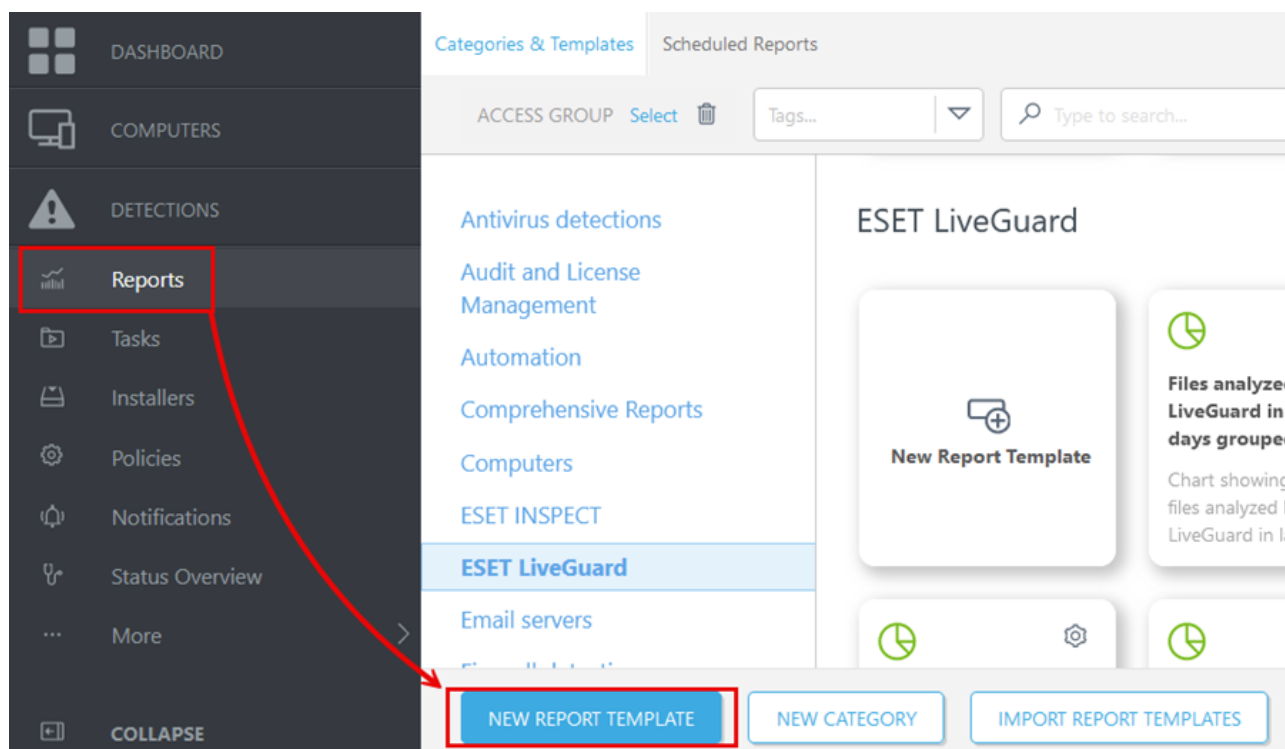 DASHBOARD
COMPUTERS
DETECTIONS
Reports
Tasks
Installers
Policies
Notifications
Status Overview
More
COLLAPSE
Categories & Templates
Scheduled Reports
ACCESS GROUP Select
Tags...
Type to search...
Antivirus detections
Audit and License
Management
Automation
Comprehensive Reports
Computers
ESET INSPECT
ESET LiveGuard
Email servers
ESET LiveGuard
New Report Template
Files analyze
LiveGuard in
days groupe
Chart showing
files analyzed
LiveGuard in
NEW REPORT TEMPLATE
NEW CATEGORY
IMPORT REPORT TEMPLATES